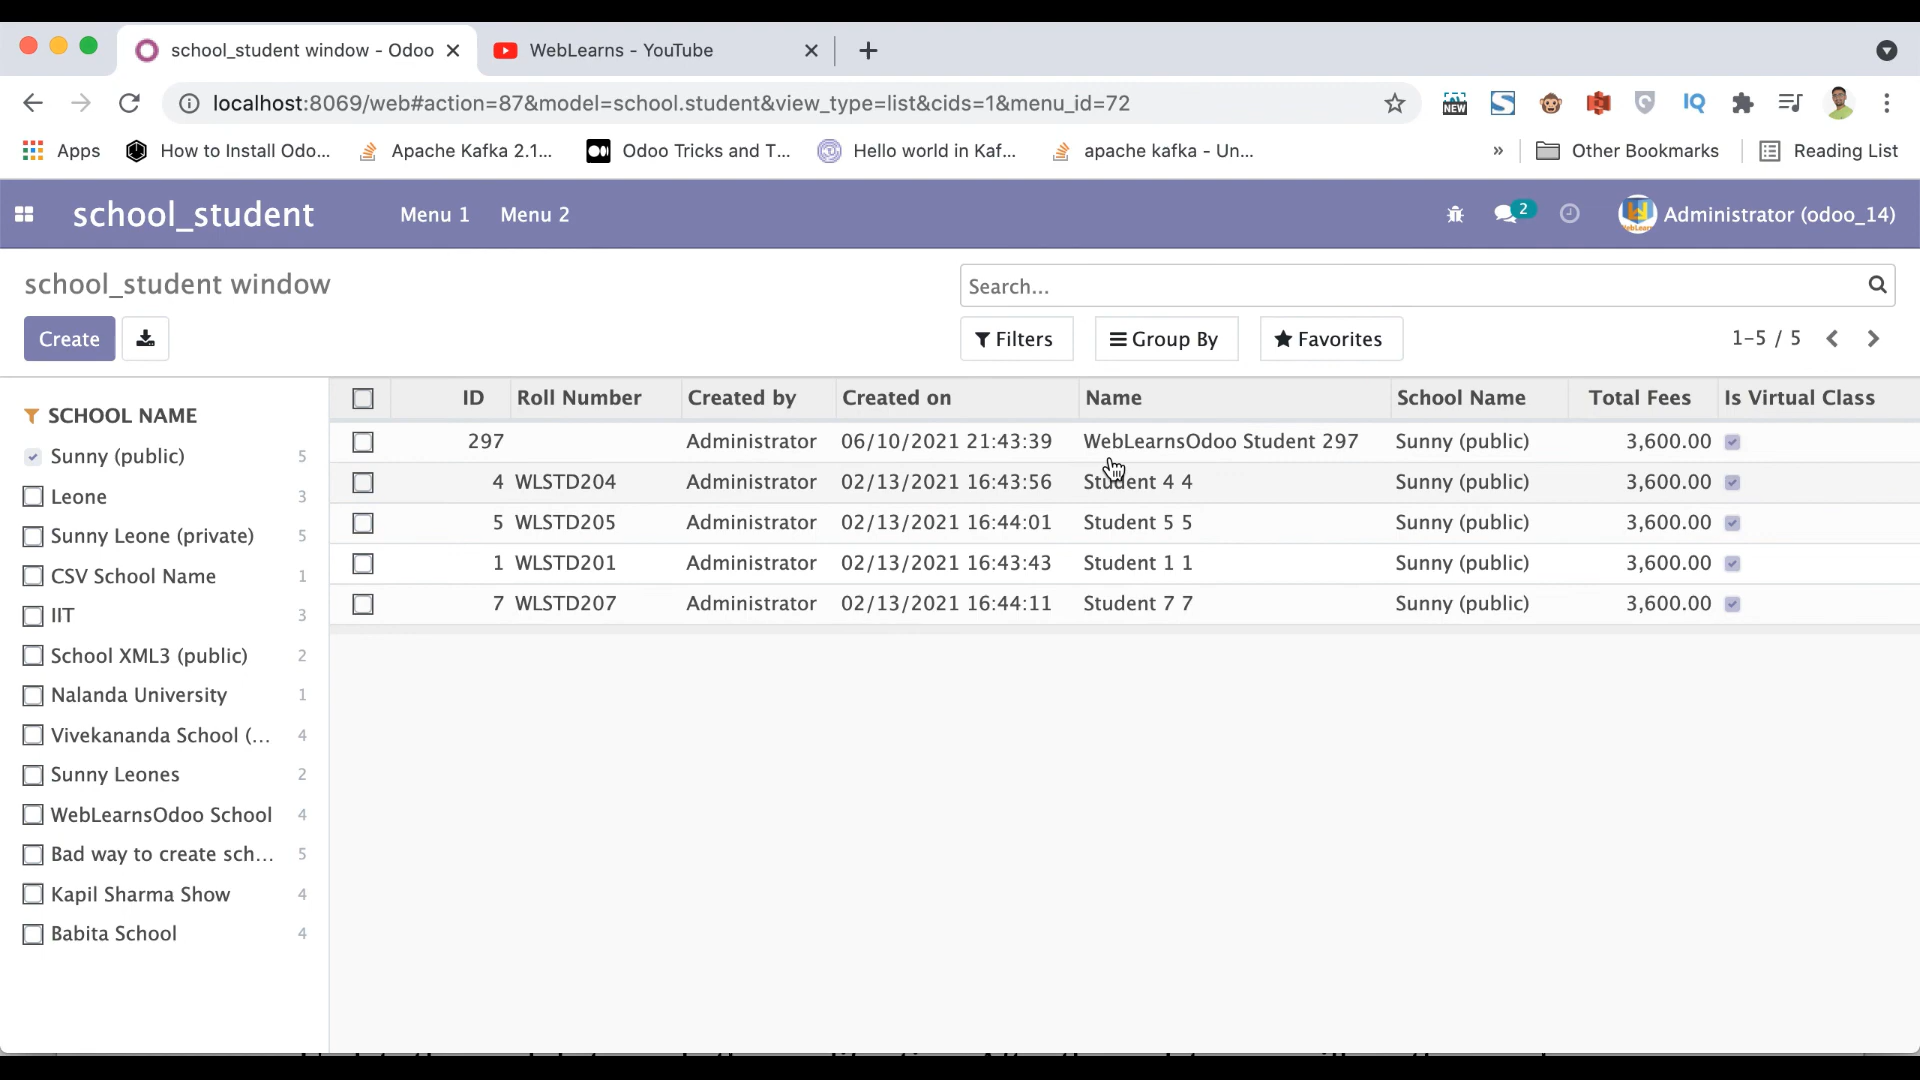 school_student window - Odoo
WebLearns - YouTube
localhost:8069/web#action=87&model=school.student&view_type=list&cids=1&menu_id=72
NEW
S
IQ
Apps
How to Install Odo...
Apache Kafka 2.1...
Odoo Tricks and T...
Hello world in Kaf...
apache kafka - Un...
»
Other Bookmarks
Reading List
school_student
Menu 1
Menu 2
2
Administrator (odoo_14)
school_student window
Search...
Create
Filters
Group By
Favorites
1-5 / 5
SCHOOL NAME
Sunny (public) 5
Leone 3
Sunny Leone (private) 5
CSV School Name 1
IIT 3
School XML3 (public) 2
Nalanda University 1
Vivekananda School (... 4
Sunny Leones 2
WebLearnsOdoo School 4
Bad way to create sch... 5
Kapil Sharma Show 4
Babita School 4
ID Roll Number Created by Created on Name School Name Total Fees Is Virtual Class
297 Administrator 06/10/2021 21:43:39 WebLearnsOdoo Student 297 Sunny (public) 3,600.00
4 WLSTD204 Administrator 02/13/2021 16:43:56 Student 4 4 Sunny (public) 3,600.00
5 WLSTD205 Administrator 02/13/2021 16:44:01 Student 5 5 Sunny (public) 3,600.00
1 WLSTD201 Administrator 02/13/2021 16:43:43 Student 1 1 Sunny (public) 3,600.00
7 WLSTD207 Administrator 02/13/2021 16:44:11 Student 7 7 Sunny (public) 3,600.00